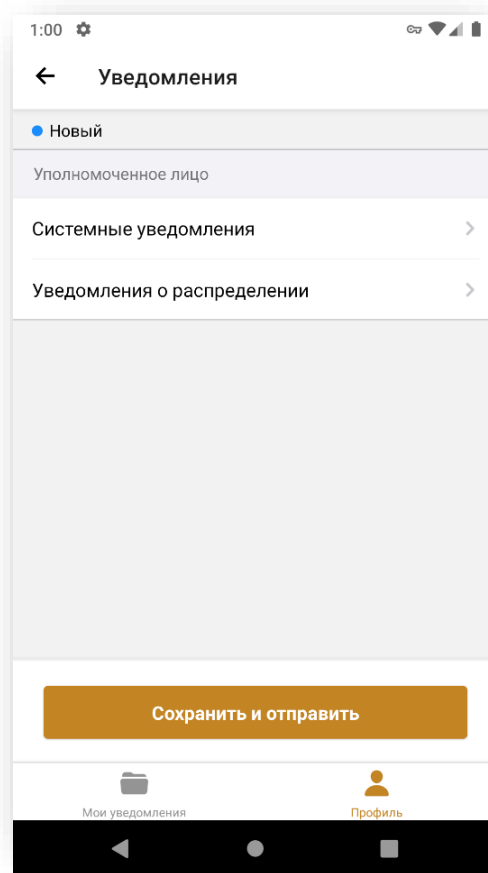 1:00
Уведомления
Новый
Уполномоченное лицо
Системные уведомления
Уведомления о распределении
Сохранить и отправить
Мои уведомления
Профиль